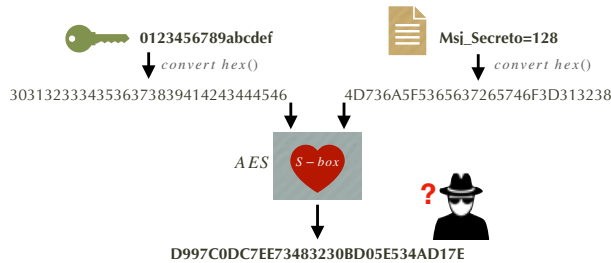 0123456789abcdef
Msj_Secreto=128
convert hex()
convert hex()
30313233343536373839414243444546
4D736A5F5365637265746F3D313238
AES
S-box
?
D997C0DC7EE73483230BD05E534AD17E